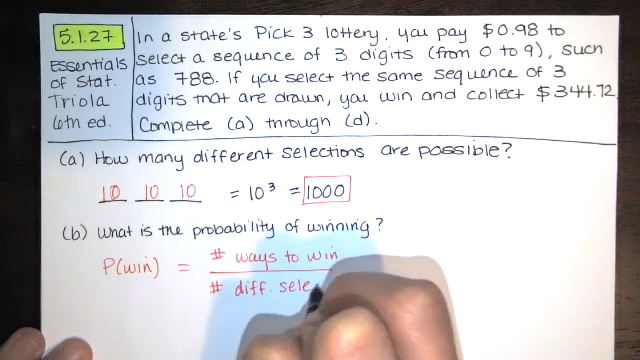 5.1.27
Essentials
of Stat.
Triola
6th ed.
In a state's Pick 3 lottery, you pay $0.98 to
select a sequence of 3 digits (from 0 to 9), such
as 788. If you select the same sequence of 3
digits that are drawn, you win and collect $344.72.
Complete (a) through (d).
(a) How many different selections are possible?
10 10 10 = 10³ = 1000
(b) What is the probability of winning?
P(win) = # ways to win
# diff. sele